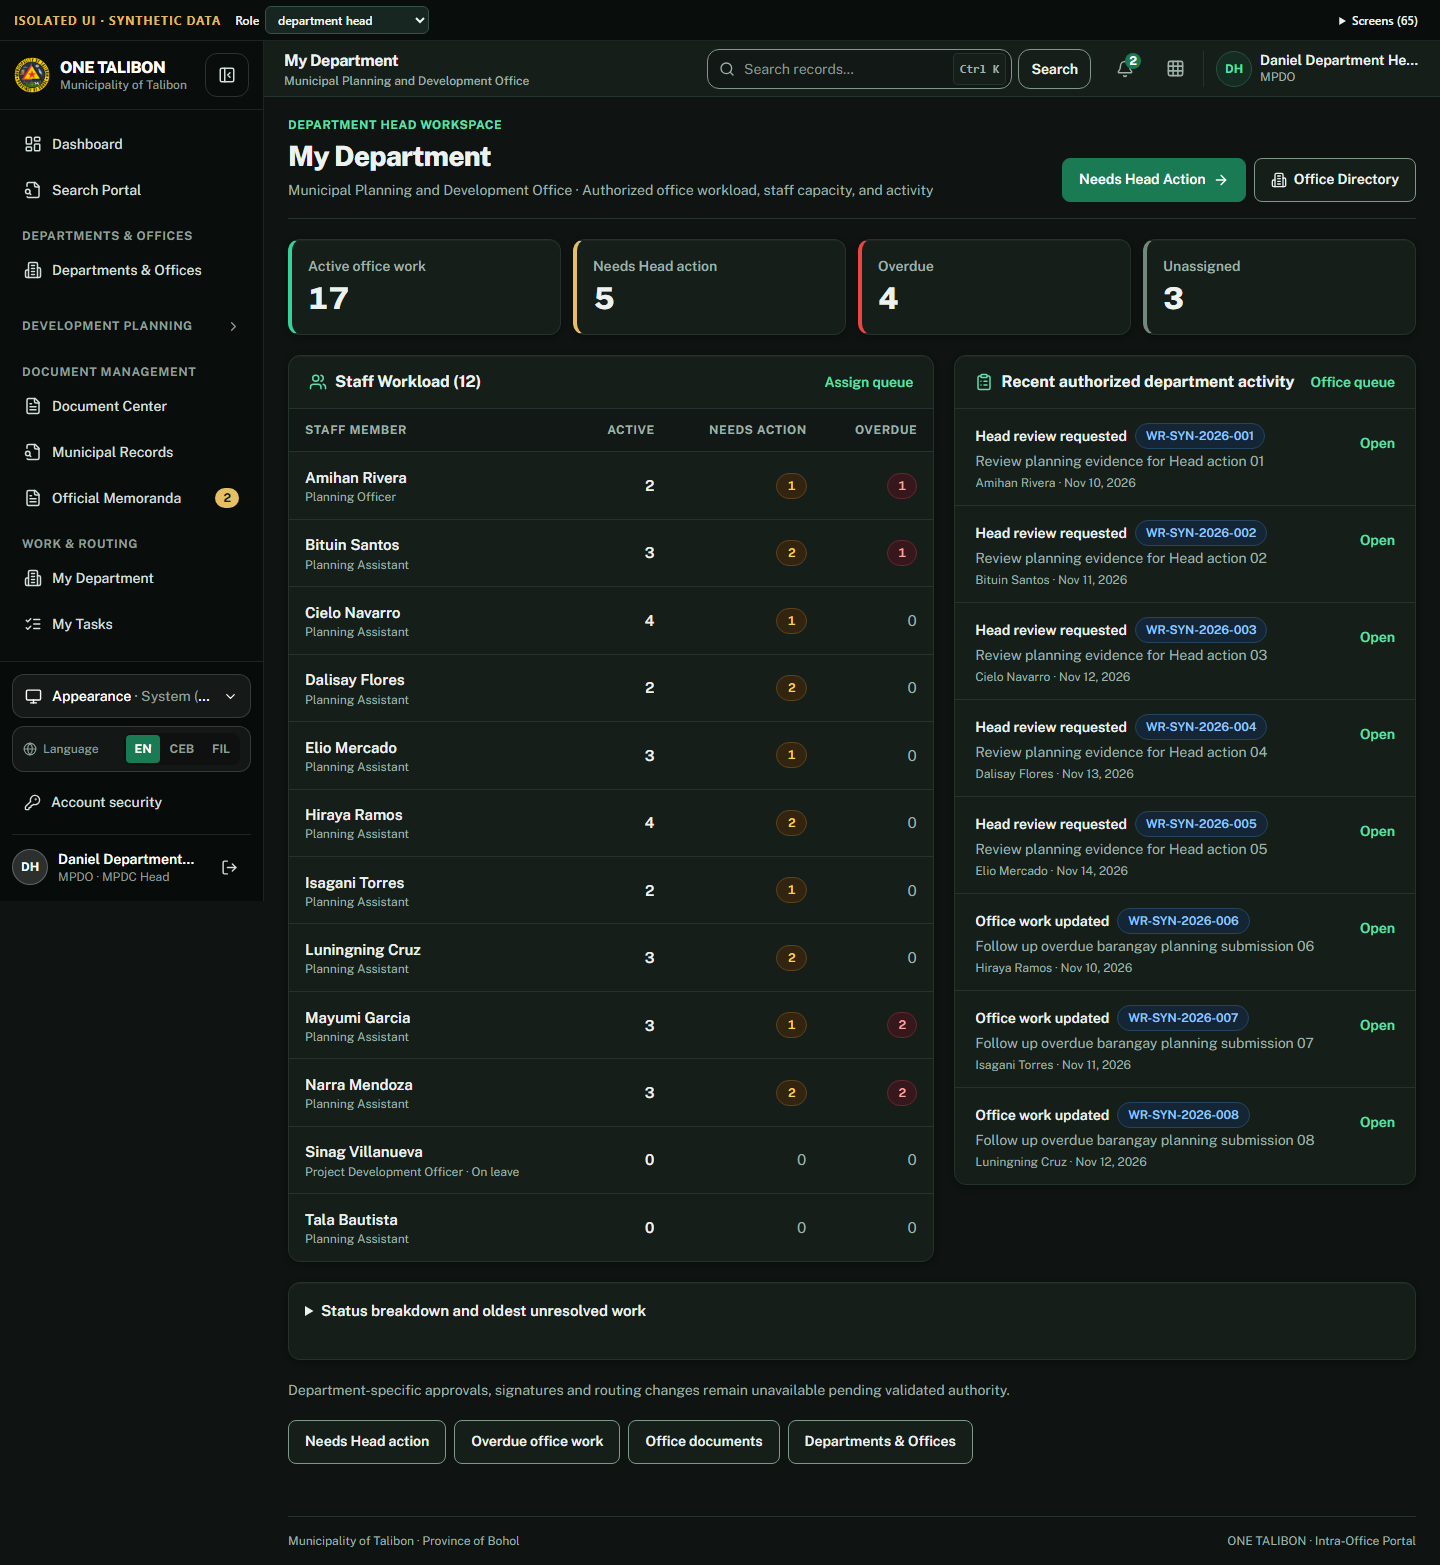 ISOLATED UI · SYNTHETIC DATA
Role
department head
Screens (65)
ONE TALIBON
Municipality of Talibon
My Department
Municipal Planning and Development Office
Search records...
Ctrl K
Search
2
DH
Daniel Department He...
MPDO
Dashboard
Search Portal
DEPARTMENTS & OFFICES
Departments & Offices
DEVELOPMENT PLANNING
DOCUMENT MANAGEMENT
Document Center
Municipal Records
Official Memoranda
2
WORK & ROUTING
My Department
My Tasks
Appearance · System (...
Language
EN
CEB
FIL
Account security
DH
Daniel Department...
MPDO · MPDC Head
DEPARTMENT HEAD WORKSPACE
My Department
Municipal Planning and Development Office · Authorized office workload, staff capacity, and activity
Needs Head Action
Office Directory
Active office work
17
Needs Head action
5
Overdue
4
Unassigned
3
Staff Workload (12)
Assign queue
STAFF MEMBER ACTIVE NEEDS ACTION OVERDUE
Amihan Rivera
Planning Officer
2 1 1
Bituin Santos
Planning Assistant
3 2 1
Cielo Navarro
Planning Assistant
4 1 0
Dalisay Flores
Planning Assistant
2 2 0
Elio Mercado
Planning Assistant
3 1 0
Hiraya Ramos
Planning Assistant
4 2 0
Isagani Torres
Planning Assistant
2 1 0
Luningning Cruz
Planning Assistant
3 2 0
Mayumi Garcia
Planning Assistant
3 1 2
Narra Mendoza
Planning Assistant
3 2 2
Sinag Villanueva
Project Development Officer · On leave
0 0 0
Tala Bautista
Planning Assistant
0 0 0
Recent authorized department activity
Office queue
Head review requested WR-SYN-2026-001
Open
Review planning evidence for Head action 01
Amihan Rivera · Nov 10, 2026
Head review requested WR-SYN-2026-002
Open
Review planning evidence for Head action 02
Bituin Santos · Nov 11, 2026
Head review requested WR-SYN-2026-003
Open
Review planning evidence for Head action 03
Cielo Navarro · Nov 12, 2026
Head review requested WR-SYN-2026-004
Open
Review planning evidence for Head action 04
Dalisay Flores · Nov 13, 2026
Head review requested WR-SYN-2026-005
Open
Review planning evidence for Head action 05
Elio Mercado · Nov 14, 2026
Office work updated WR-SYN-2026-006
Open
Follow up overdue barangay planning submission 06
Hiraya Ramos · Nov 10, 2026
Office work updated WR-SYN-2026-007
Open
Follow up overdue barangay planning submission 07
Isagani Torres · Nov 11, 2026
Office work updated WR-SYN-2026-008
Open
Follow up overdue barangay planning submission 08
Luningning Cruz · Nov 12, 2026
Status breakdown and oldest unresolved work
Department-specific approvals, signatures and routing changes remain unavailable pending validated authority.
Needs Head action
Overdue office work
Office documents
Departments & Offices
Municipality of Talibon · Province of Bohol
ONE TALIBON · Intra-Office Portal